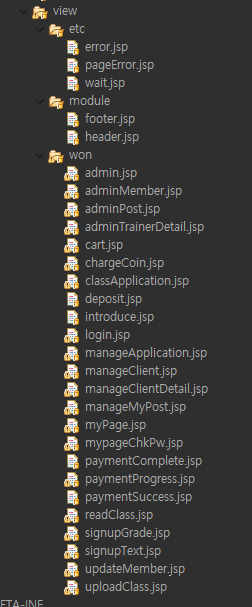 view
etc
error.jsp
pageError.jsp
wait.jsp
module
footer.jsp
header.jsp
won
admin.jsp
adminMember.jsp
adminPost.jsp
adminTrainerDetail.jsp
cart.jsp
chargeCoin.jsp
classApplication.jsp
deposit.jsp
introduce.jsp
login.jsp
manageApplication.jsp
manageClient.jsp
manageClientDetail.jsp
manageMyPost.jsp
myPage.jsp
mypageChkPw.jsp
paymentComplete.jsp
paymentProgress.jsp
paymentSuccess.jsp
readClass.jsp
signupGrade.jsp
signupText.jsp
updateMember.jsp
uploadClass.jsp
ETA-INF